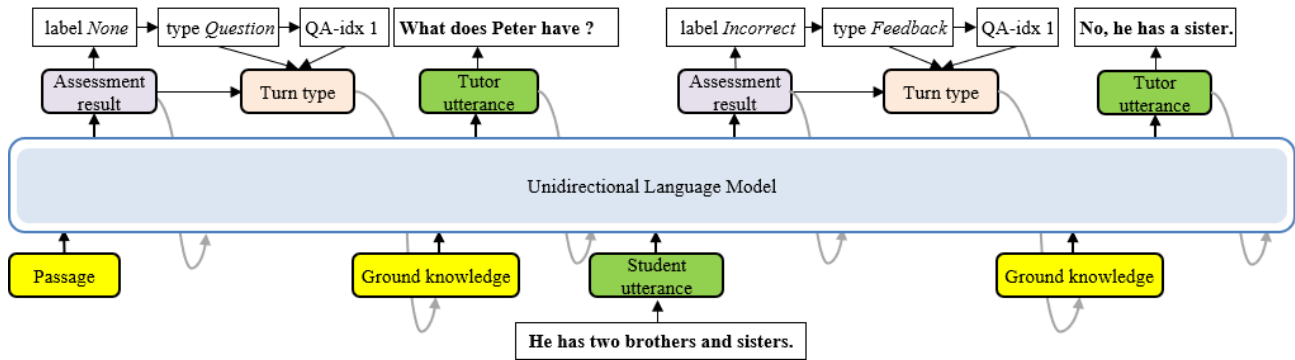 label None
type Question
QA-idx 1
What does Peter have ?
label Incorrect
type Feedback
QA-idx 1
No, he has a sister.
Assessment
result
Turn type
Tutor
utterance
Assessment
result
Turn type
Tutor
utterance
Unidirectional Language Model
Passage
Ground knowledge
Student
utterance
Ground knowledge
He has two brothers and sisters.